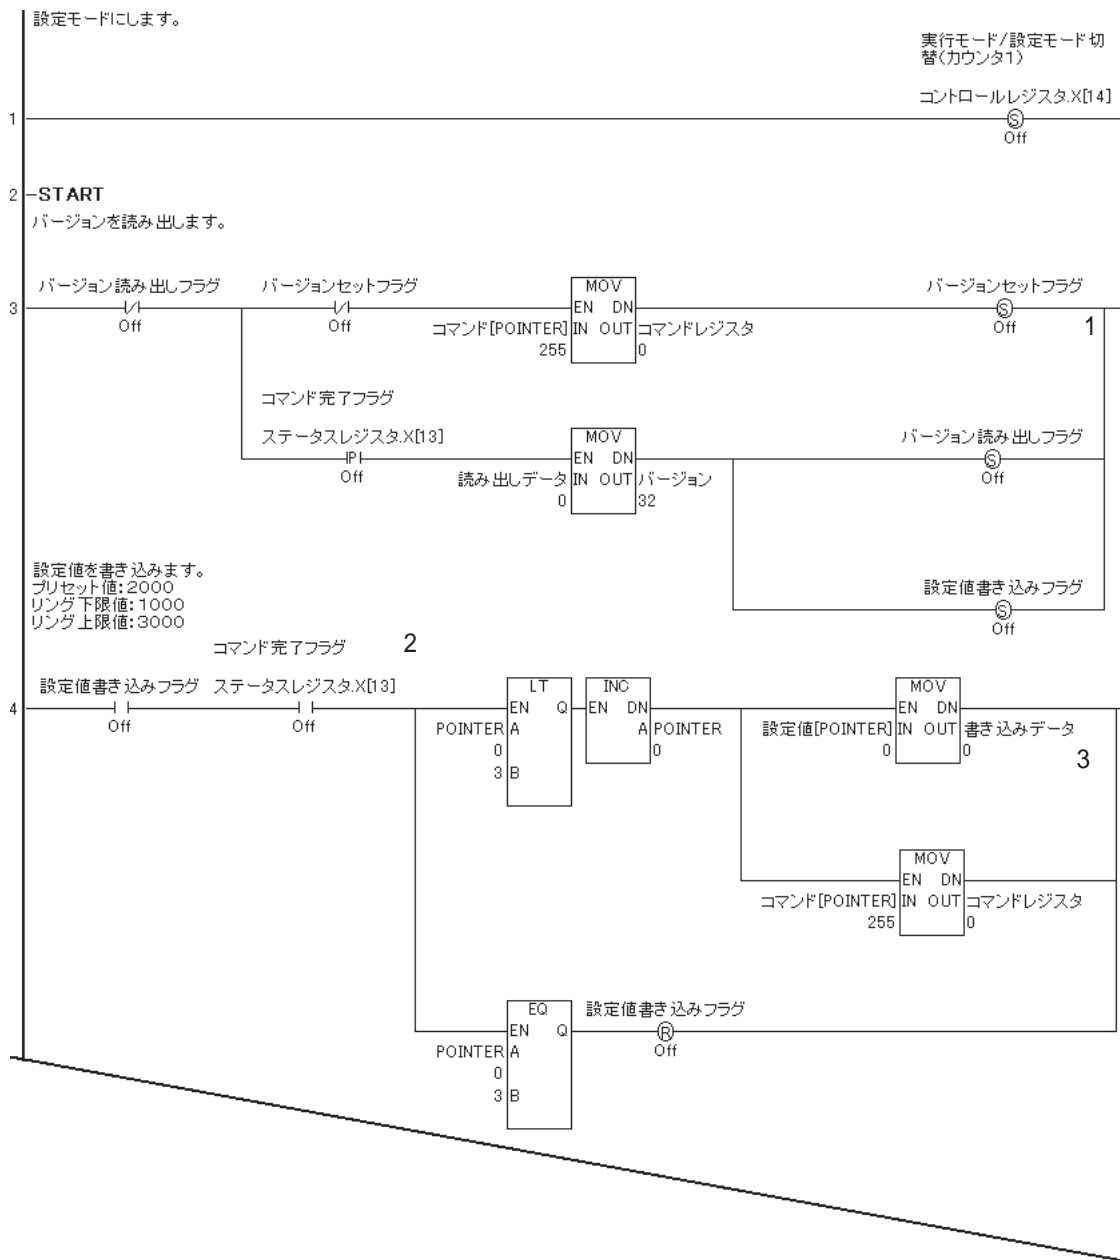 設定モードにします。
実行モード/設定モード切
替(カウンタ1)
コントロールレジスタ.X[14]
1
S
Off
2
-START
バージョンを読み出します。
バージョン読み出しフラグ
バージョンセットフラグ
MOV
バージョンセットフラグ
3
Off
Off
EN DN
S
Off
1
コマンド[POINTER] IN OUT コマンドレジスタ
255
0
コマンド完了フラグ
ステータスレジスタ.X[13]
MOV
バージョン読み出しフラグ
P
Off
EN DN
S
Off
読み出しデータ IN OUT バージョン
0
32
設定値を書き込みます。
プリセット値:2000
リング下限値:1000
リング上限値:3000
設定値書き込みフラグ
S
Off
コマンド完了フラグ
2
設定値書き込みフラグ
ステータスレジスタ.X[13]
LT
INC
MOV
4
Off
Off
EN Q
EN DN
EN DN
POINTER A
A POINTER
設定値[POINTER] IN OUT 書き込みデータ
0
0
0
0
3 B
3
MOV
EN DN
コマンド[POINTER] IN OUT コマンドレジスタ
255
0
EQ
設定値書き込みフラグ
EN Q
R
Off
POINTER A
0
3 B